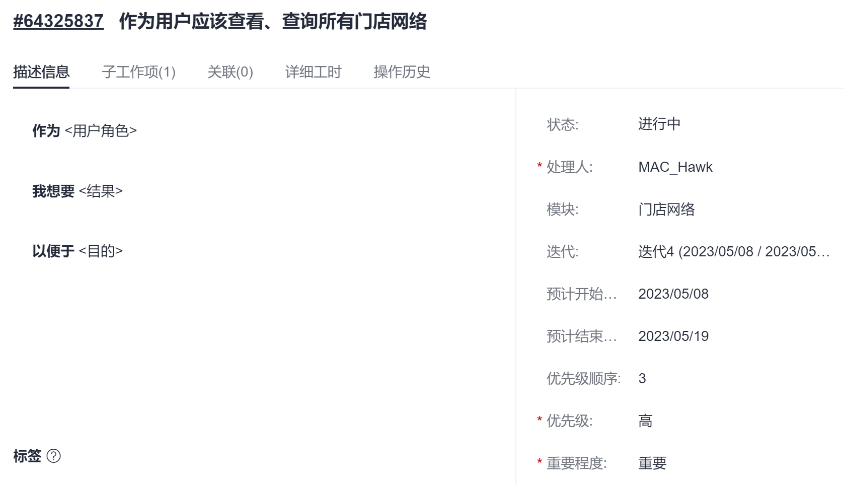 #64325837 作为用户应该查看、查询所有门店网络
描述信息 子工作项(1) 关联(0) 详细工时 操作历史
作为 <用户角色>
我想要 <结果>
以便于 <目的>
标签 ?
状态: 进行中
* 处理人: MAC_Hawk
模块: 门店网络
迭代: 迭代4 (2023/05/08 / 2023/05...
预计开始... 2023/05/08
预计结束... 2023/05/19
优先级顺序: 3
* 优先级: 高
* 重要程度: 重要